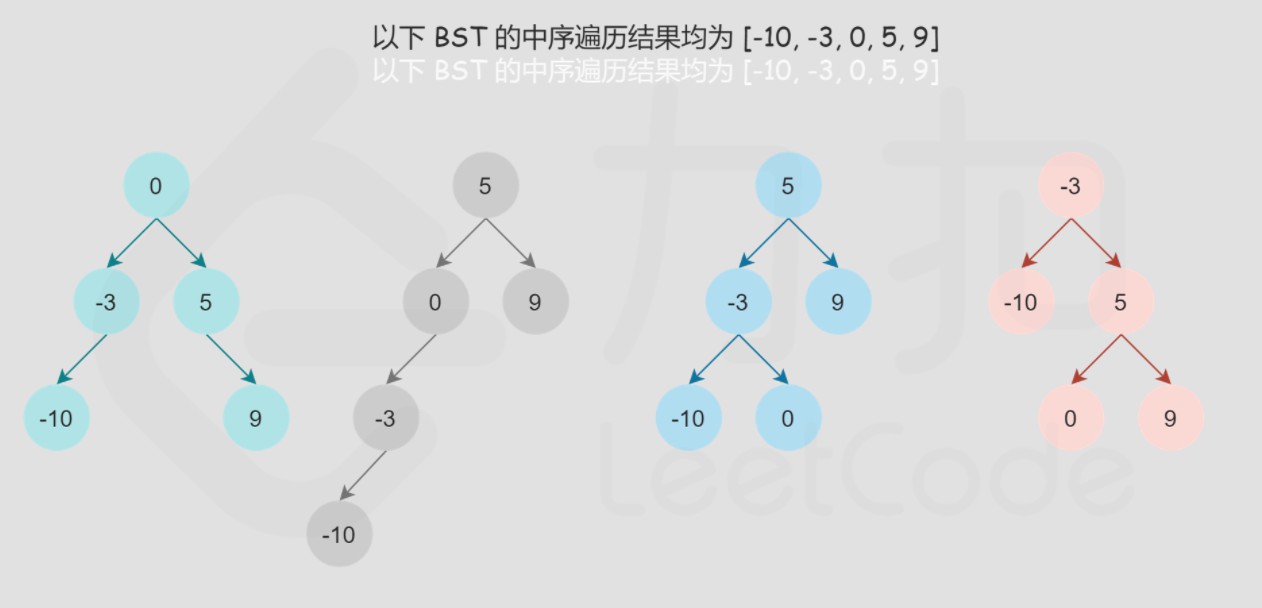 以下 BST 的中序遍历结果均为 [-10, -3, 0, 5, 9]
以下 BST 的中序遍历结果均为 [-10, -3, 0, 5, 9]
力扣
LeetCode
0 5 5 -3
-3 5 0 9 -3 9 -10 5
-10 9 -3 -10 0 0 9
-10